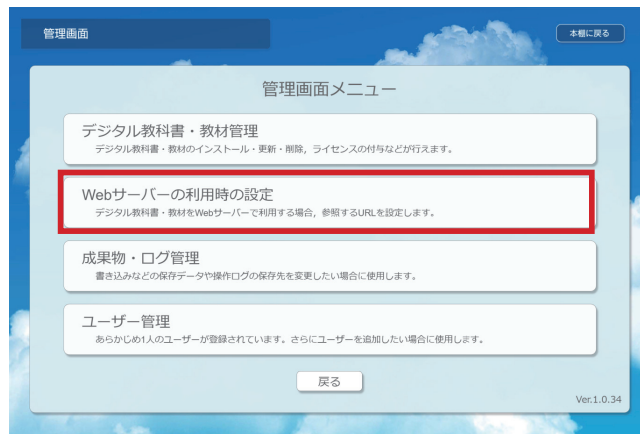 管理画面
本棚に戻る
管理画面メニュー
デジタル教科書・教材管理
デジタル教科書・教材のインストール・更新・削除，ライセンスの付与などが行えます。
Webサーバーの利用時の設定
デジタル教科書・教材をWebサーバーで利用する場合，参照するURLを設定します。
成果物・ログ管理
書き込みなどの保存データや操作ログの保存先を変更したい場合に使用します。
ユーザー管理
あらかじめ1人のユーザーが登録されています。さらにユーザーを追加したい場合に使用します。
戻る
Ver.1.0.34